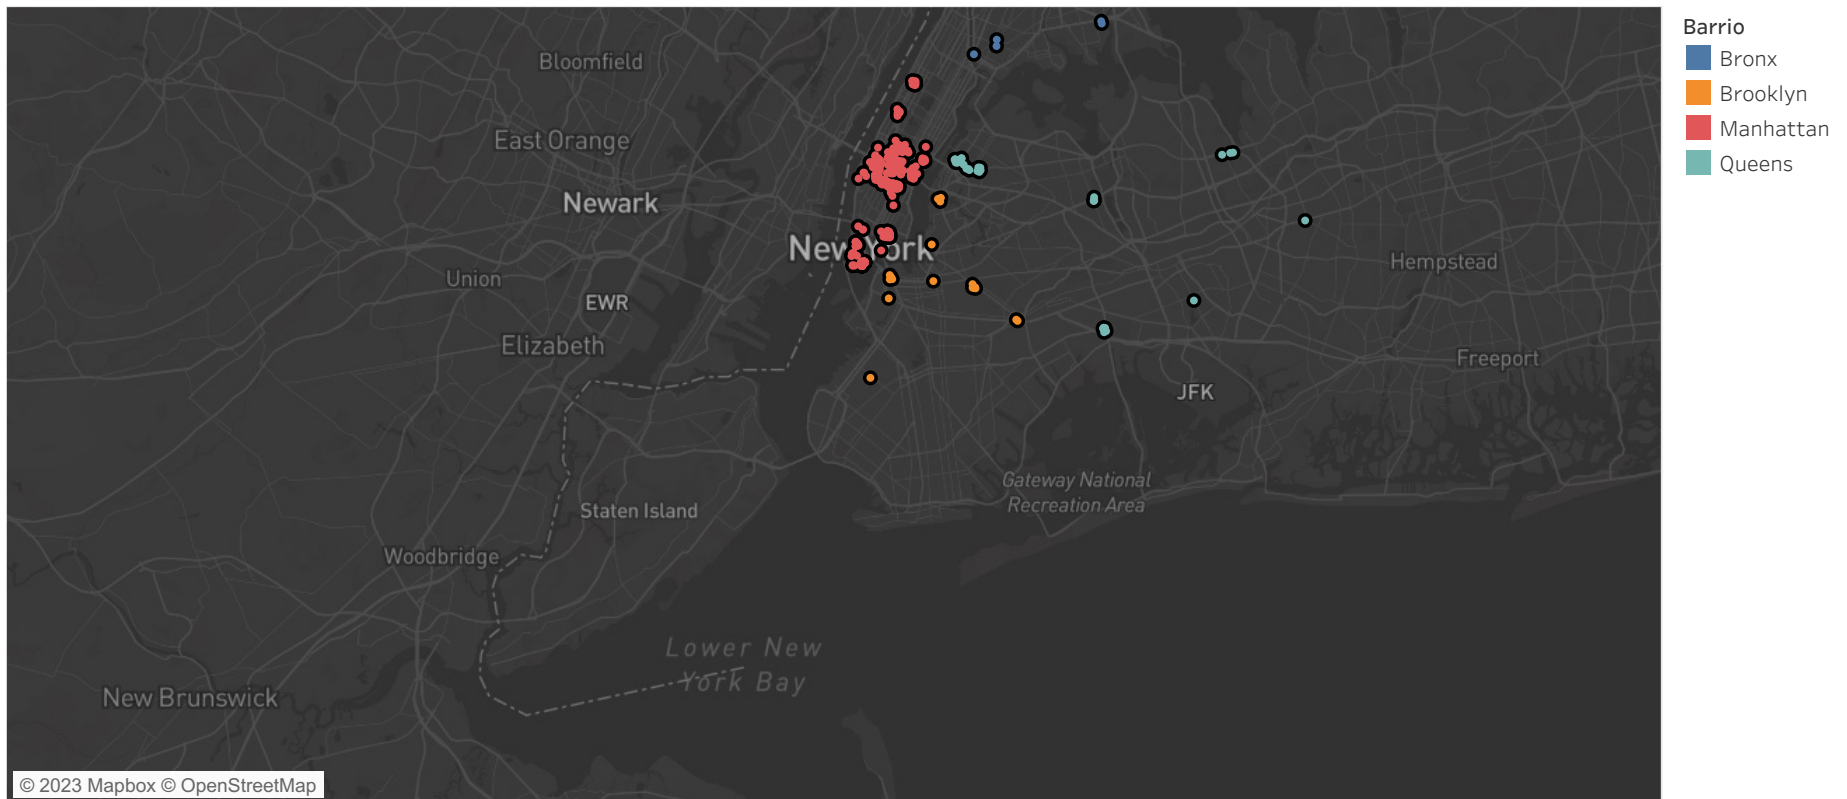 Bloomfield
East Orange
Newark
New York
Union
EWR
Elizabeth
Hempstead
Freeport
JFK
Gateway National
Recreation Area
Staten Island
Woodbridge
Lower New
York Bay
New Brunswick
© 2023 Mapbox © OpenStreetMap
Barrio
Bronx
Brooklyn
Manhattan
Queens